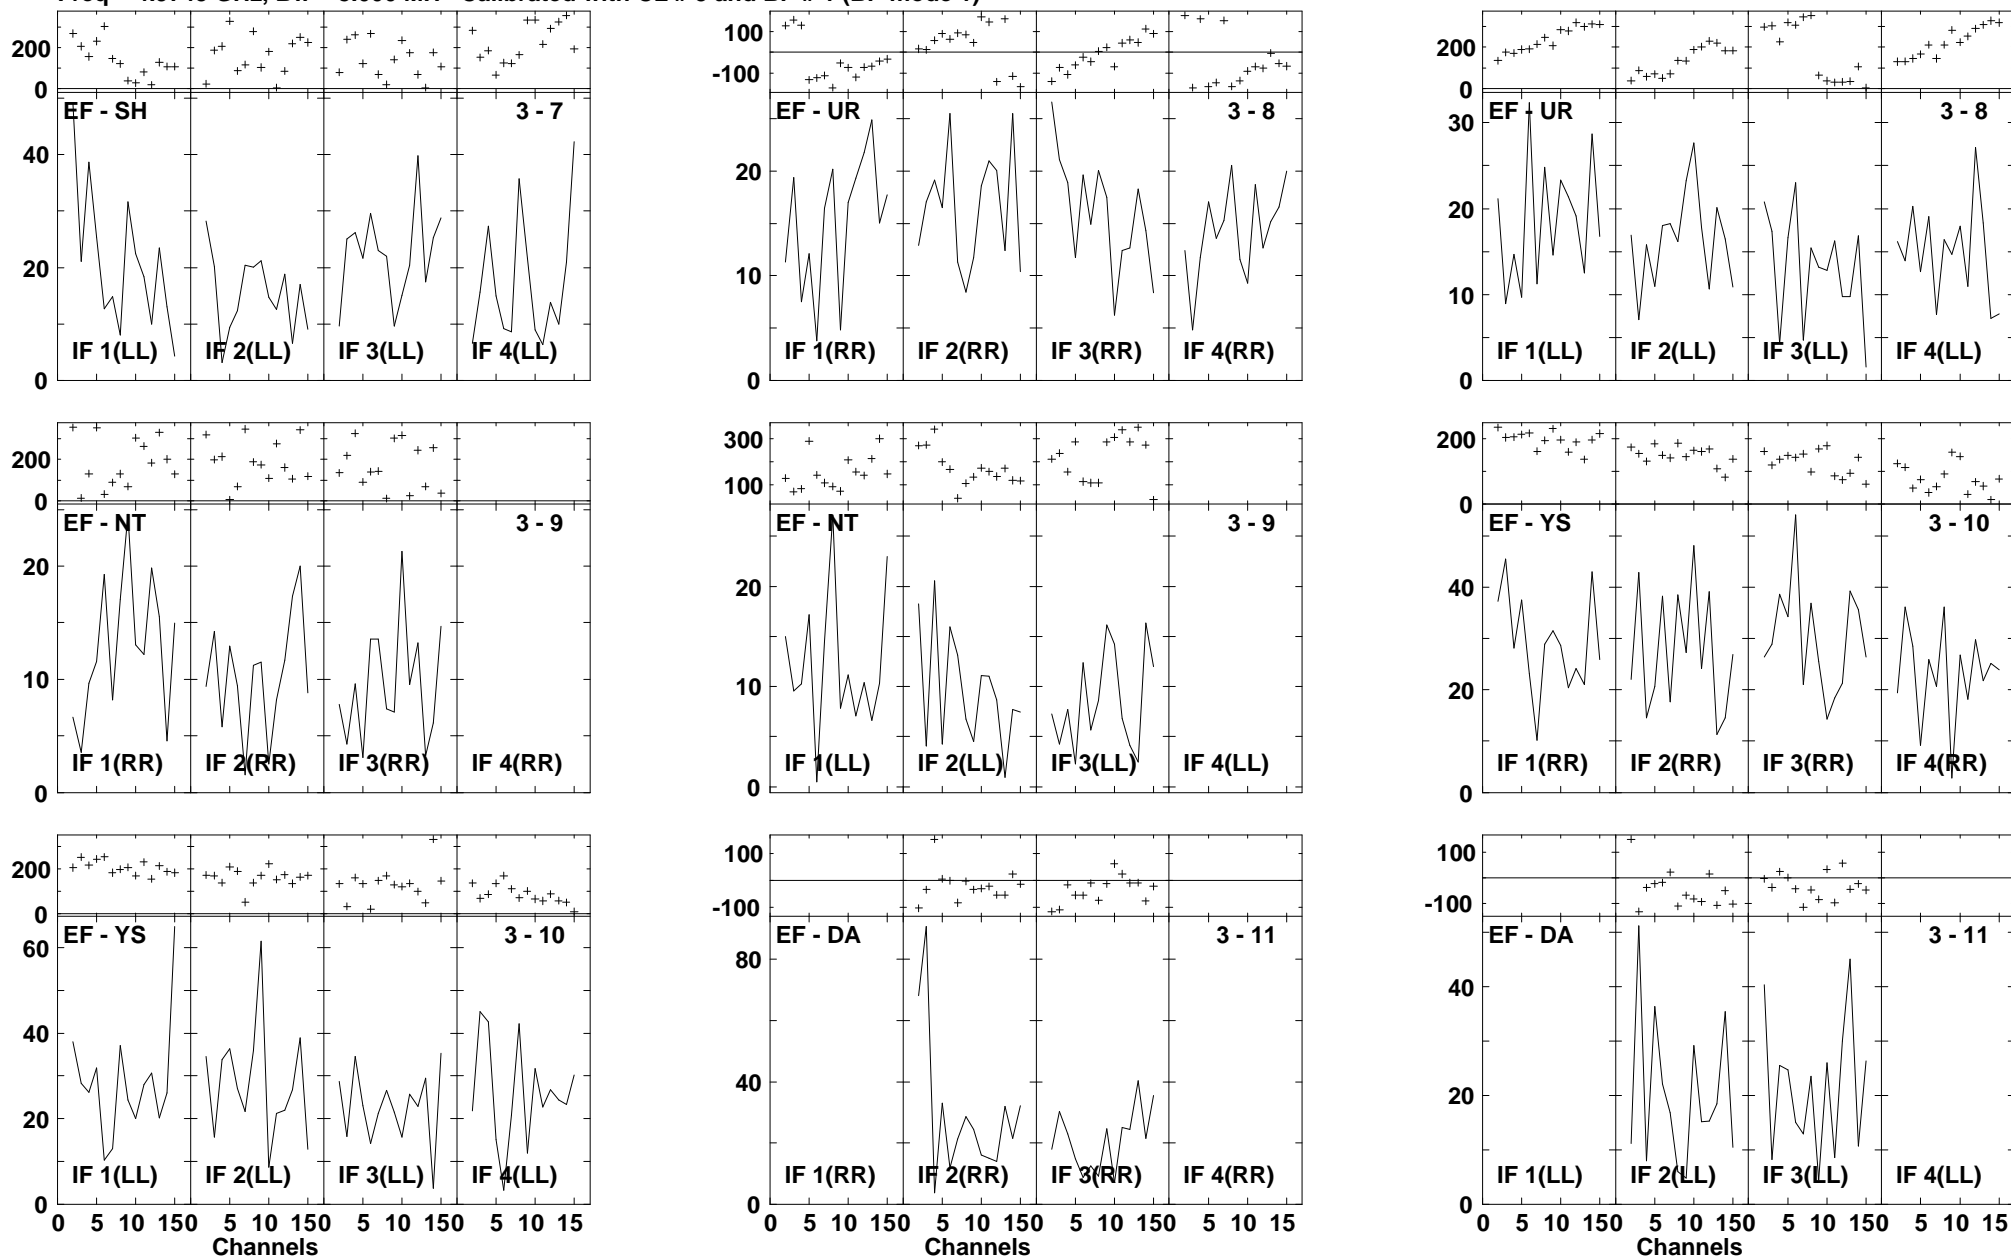 200
0
EF - SH
3 - 7
40
20
0
IF 1(LL)
IF 2(LL)
IF 3(LL)
IF 4(LL)
100
-100
EF - UR
3 - 8
20
10
0
IF 1(RR)
IF 2(RR)
IF 3(RR)
IF 4(RR)
200
0
EF - UR
3 - 8
30
20
10
0
IF 1(LL)
IF 2(LL)
IF 3(LL)
IF 4(LL)
400
200
0
EF - NT
3 - 9
20
10
0
IF 1(RR)
IF 2(RR)
IF 3(RR)
IF 4(RR)
300
100
EF - NT
3 - 9
20
10
0
IF 1(LL)
IF 2(LL)
IF 3(LL)
IF 4(LL)
200
0
EF - YS
3 - 10
40
20
0
IF 1(RR)
IF 2(RR)
IF 3(RR)
IF 4(RR)
200
0
EF - YS
3 - 10
60
40
20
0
IF 1(LL)
IF 2(LL)
IF 3(LL)
IF 4(LL)
0 5 10 150 5 10 150 5 10 150 5 10 15
Channels
100
-100
EF - DA
3 - 11
80
40
0
IF 1(RR)
IF 2(RR)
IF 3(RR)
IF 4(RR)
0 5 10 150 5 10 150 5 10 150 5 10 15
Channels
100
-100
EF - DA
3 - 11
40
20
0
IF 1(LL)
IF 2(LL)
IF 3(LL)
IF 4(LL)
0 5 10 150 5 10 150 5 10 150 5 10 15
Channels